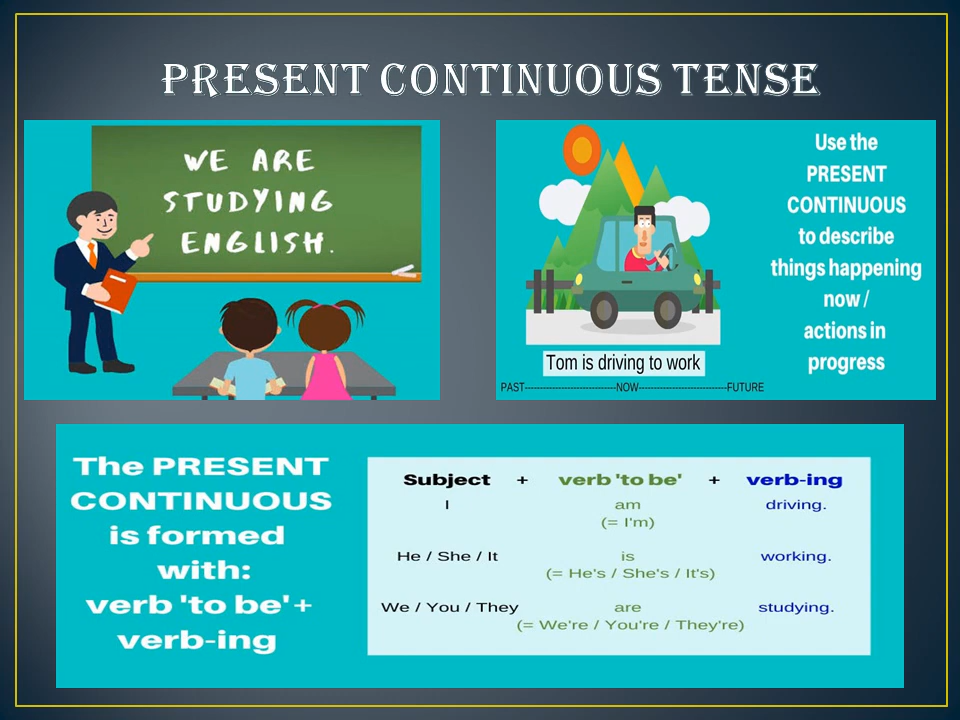 PRESENT CONTINUOUS TENSE
WE ARE
STUDYING
ENGLISH.
Use the
PRESENT
CONTINUOUS
to describe
things happening
now /
actions in
progress
Tom is driving to work
PAST------------------------------NOW-----------------------------FUTURE
The PRESENT
CONTINUOUS
is formed
with:
verb 'to be'+
verb-ing
Subject + verb 'to be' + verb-ing
I am driving.
(= I'm)
He / She / It is working.
(= He's / She's / It's)
We / You / They are studying.
(= We're / You're / They're)